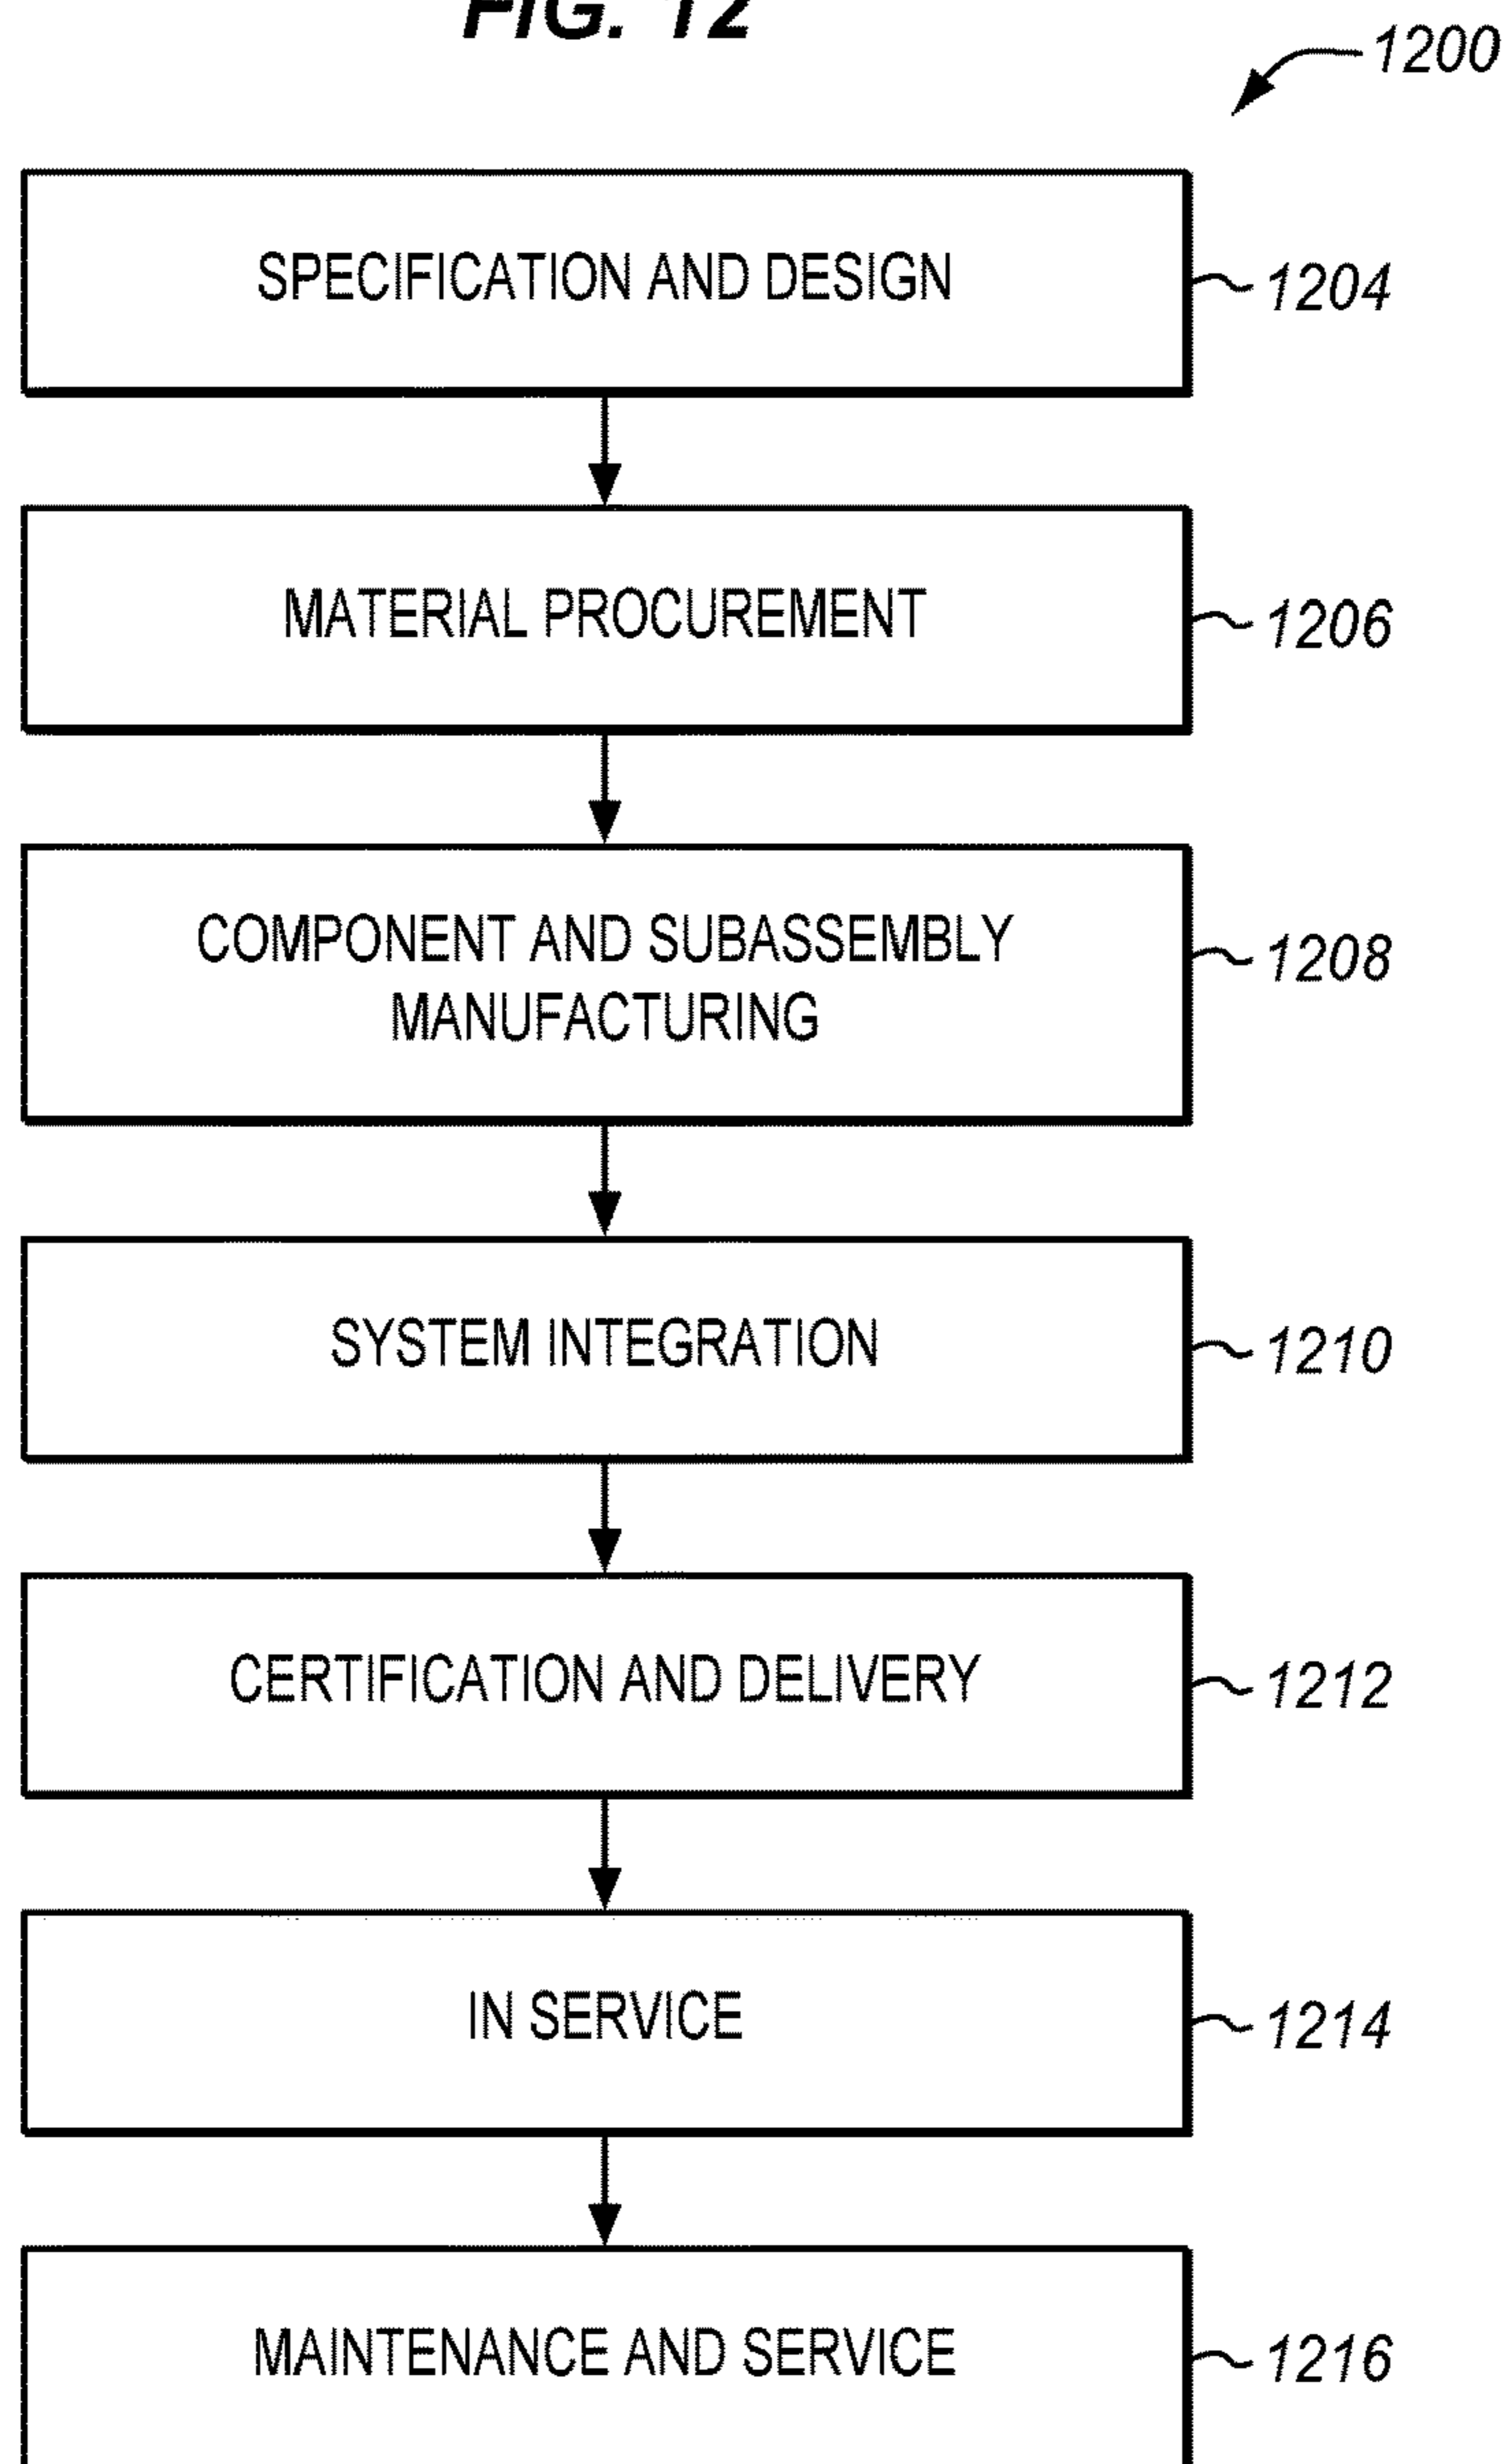 FIG. 12
1200
SPECIFICATION AND DESIGN
1204
MATERIAL PROCUREMENT
1206
COMPONENT AND SUBASSEMBLY
MANUFACTURING
1208
SYSTEM INTEGRATION
1210
CERTIFICATION AND DELIVERY
1212
IN SERVICE
1214
MAINTENANCE AND SERVICE
1216